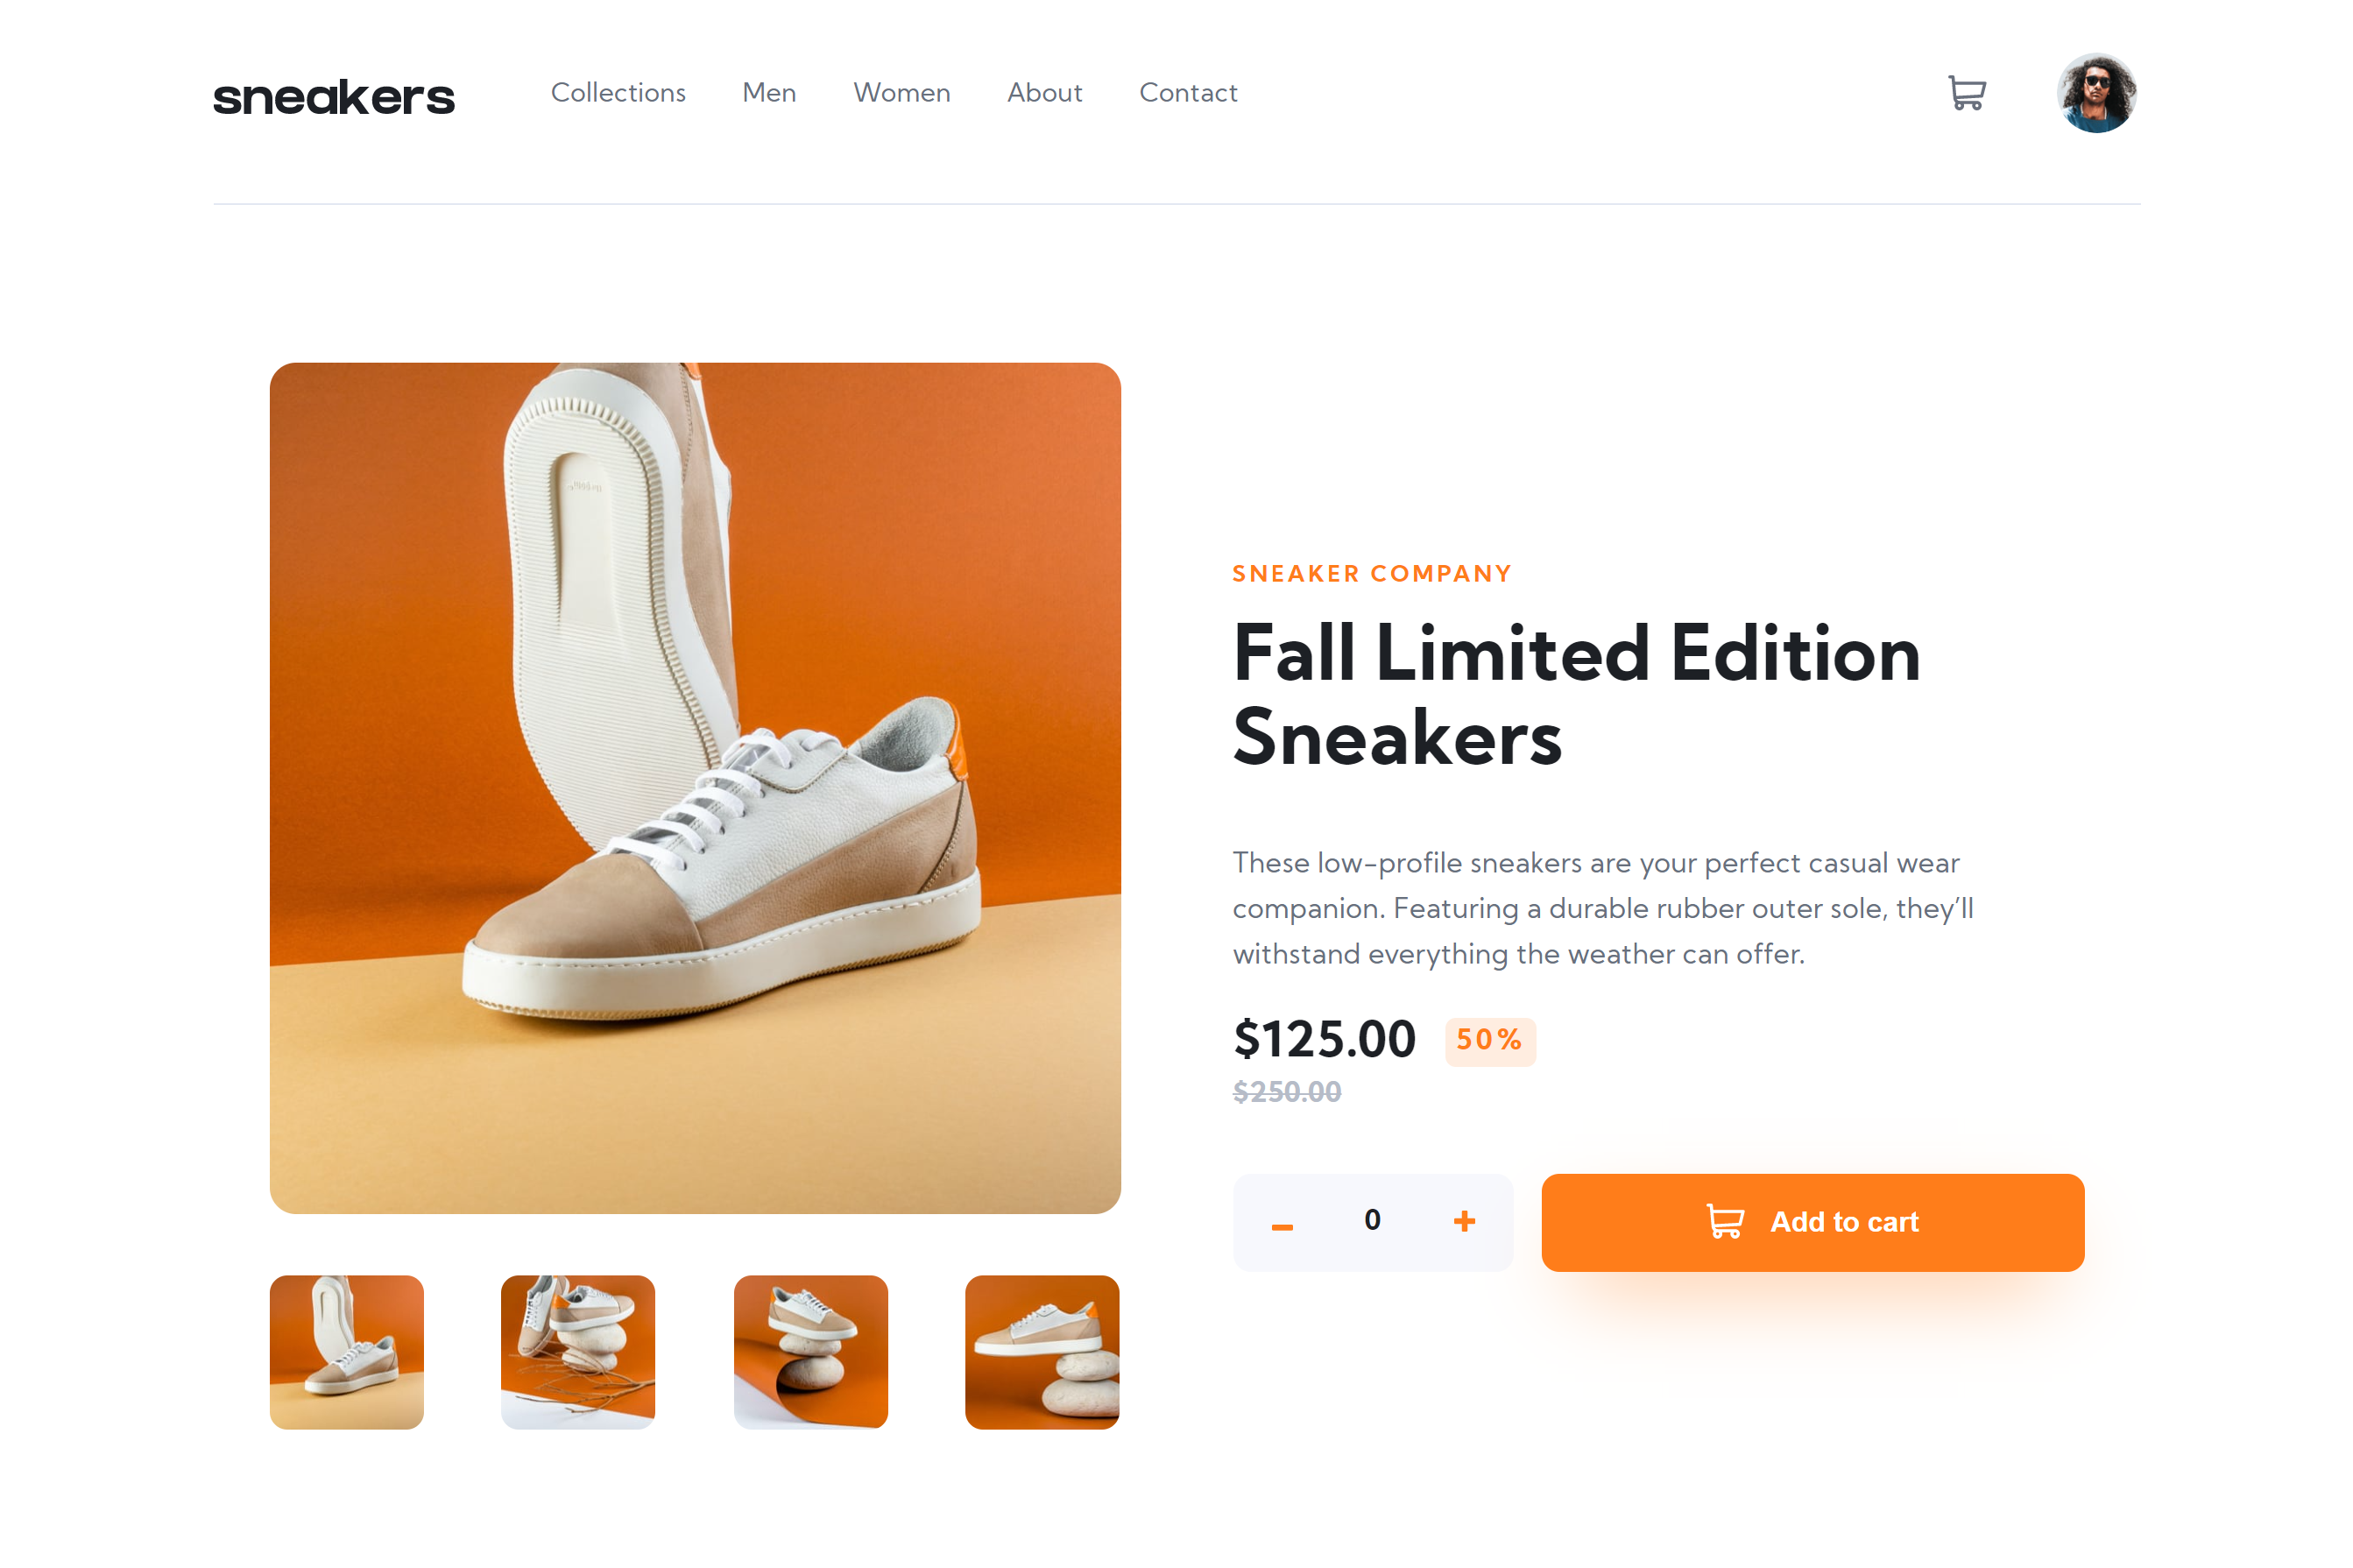 sneakers
Collections
Men
Women
About
Contact
SNEAKER COMPANY
Fall Limited Edition
Sneakers
These low-profile sneakers are your perfect casual wear
companion. Featuring a durable rubber outer sole, they’ll
withstand everything the weather can offer.
$125.00 50%
$250.00
0
Add to cart